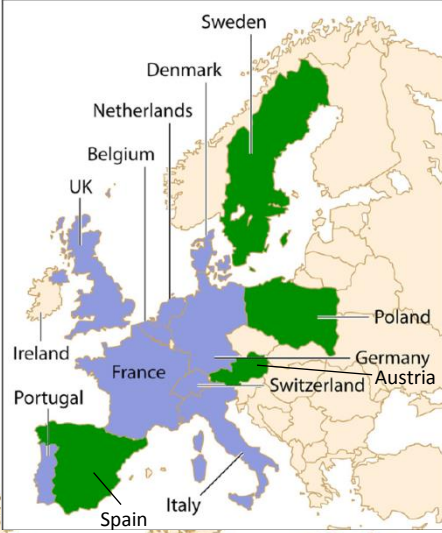 Sweden
Denmark
Netherlands
Belgium
UK
Poland
Ireland
Germany
France
Austria
Switzerland
Portugal
Italy
Spain